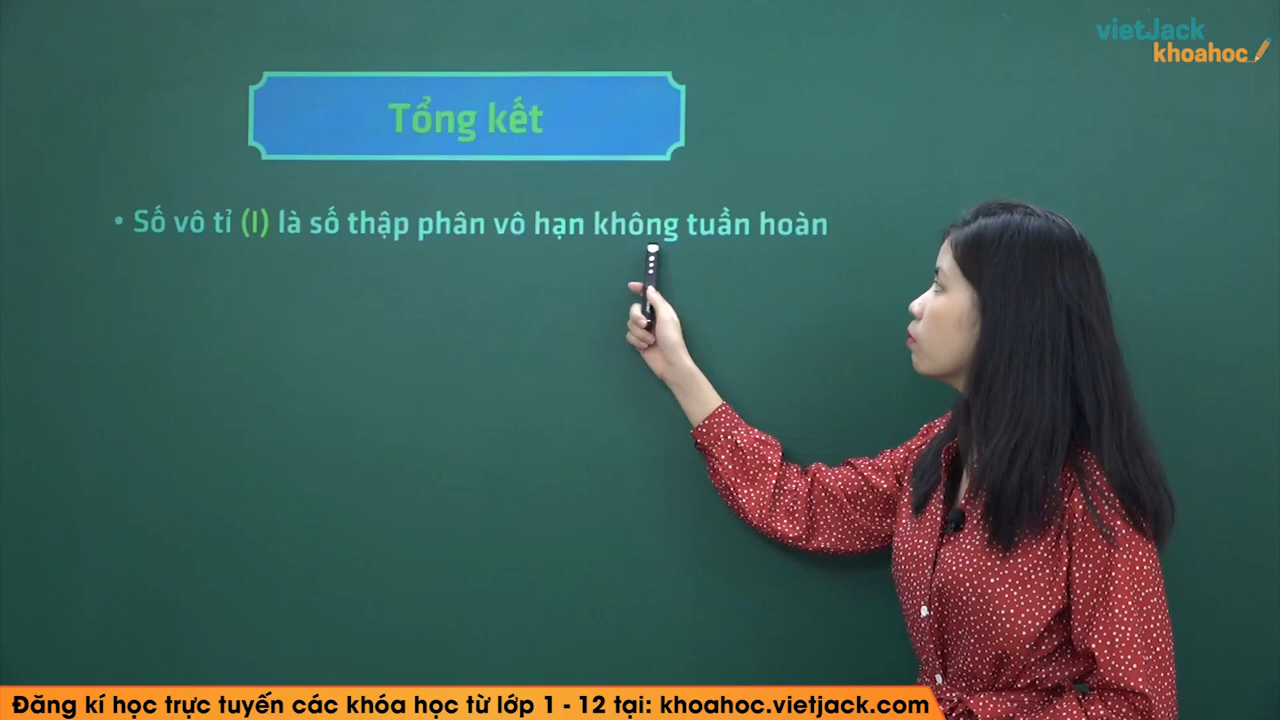 vietJack
khoahoc
Tổng kết
• Số vô tỉ (I) là số thập phân vô hạn không tuần hoàn
Đăng kí học trực tuyến các khóa học từ lớp 1 - 12 tại: khoahoc.vietjack.com